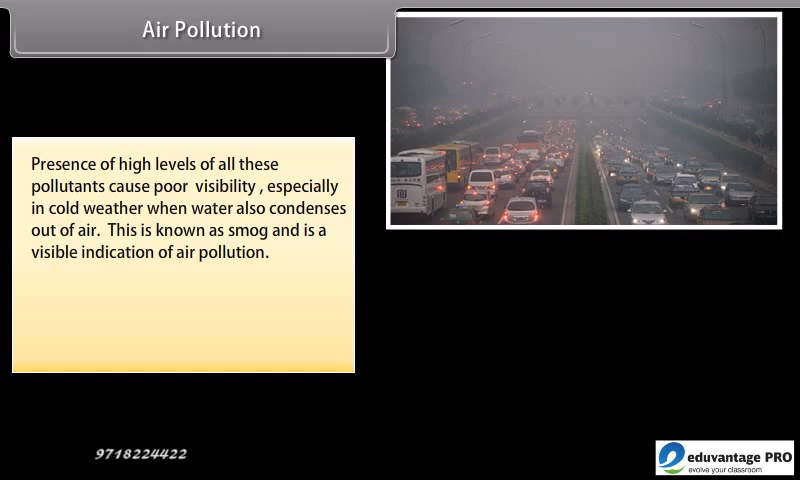 Air Pollution
Presence of high levels of all these
pollutants cause poor visibility , especially
in cold weather when water also condenses
out of air. This is known as smog and is a
visible indication of air pollution.
9718224422
eduvantage PRO
evolve your classroom